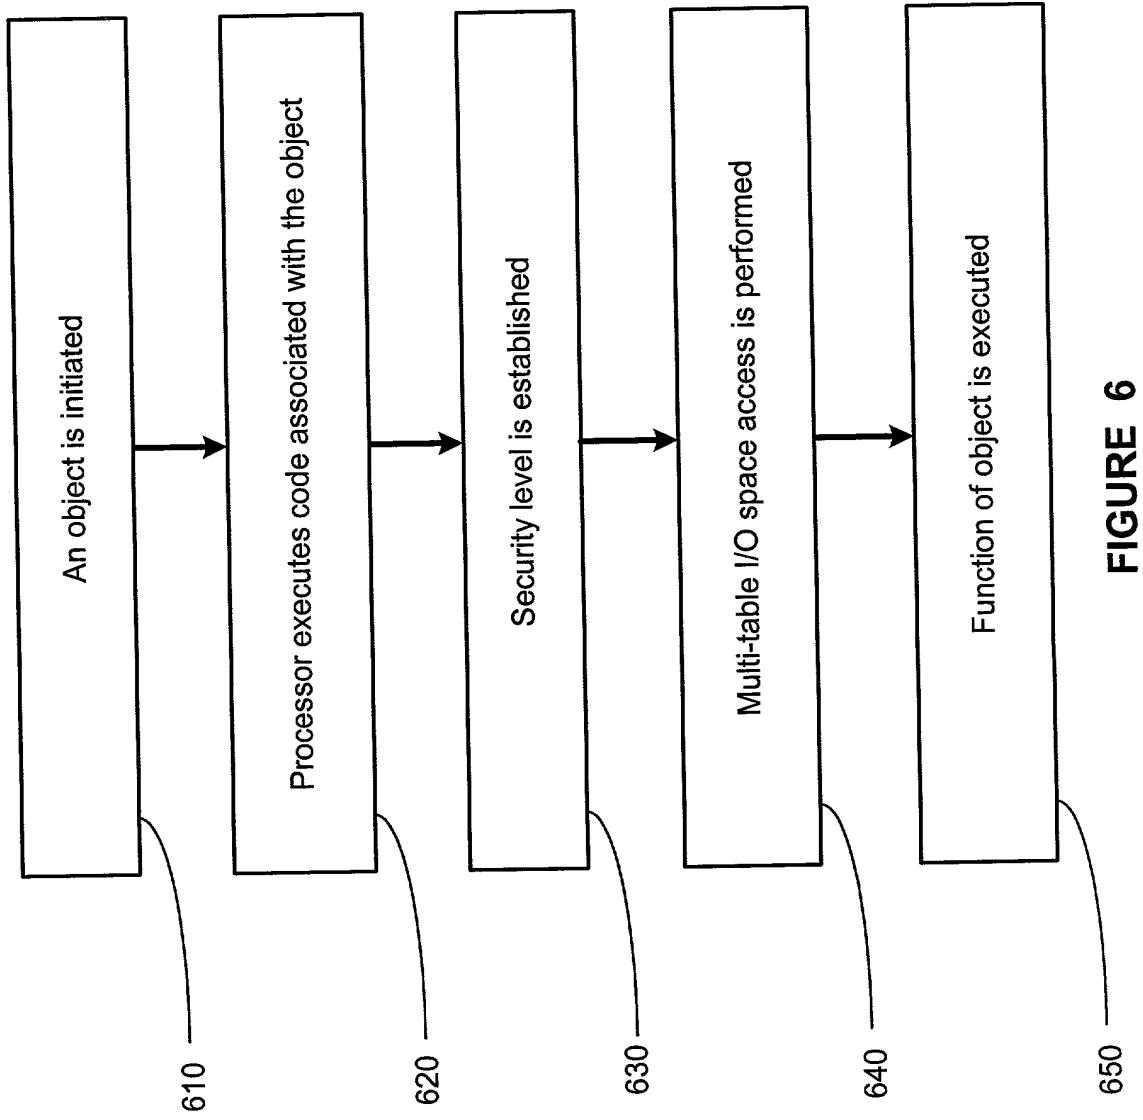 An object is initiated
610
Processor executes code associated with the object
620
Security level is established
630
Multi-table I/O space access is performed
640
Function of object is executed
650
FIGURE 6